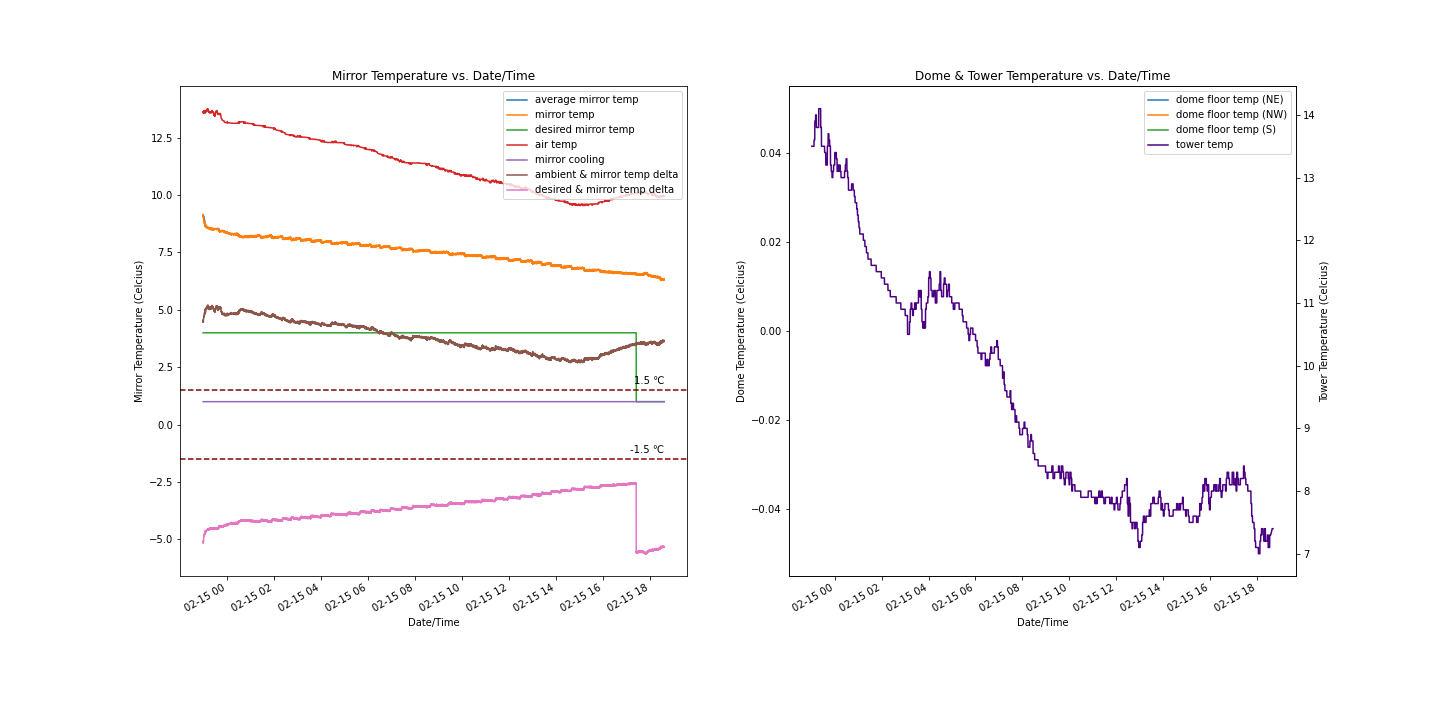 Mirror Temperature vs. Date/Time
Mirror Temperature (Celcius)
12.5
10.0
7.5
5.0
2.5
0.0
−2.5
−5.0
average mirror temp
mirror temp
desired mirror temp
air temp
mirror cooling
ambient & mirror temp delta
desired & mirror temp delta
1.5 °C
-1.5 °C
02-15 00
02-15 02
02-15 04
02-15 06
02-15 08
02-15 10
02-15 12
02-15 14
02-15 16
02-15 18
Date/Time
Dome & Tower Temperature vs. Date/Time
Dome Temperature (Celcius)
0.04
0.02
0.00
−0.02
−0.04
dome floor temp (NE)
dome floor temp (NW)
dome floor temp (S)
tower temp
14
13
12
11
10
9
8
7
Tower Temperature (Celcius)
02-15 00
02-15 02
02-15 04
02-15 06
02-15 08
02-15 10
02-15 12
02-15 14
02-15 16
02-15 18
Date/Time